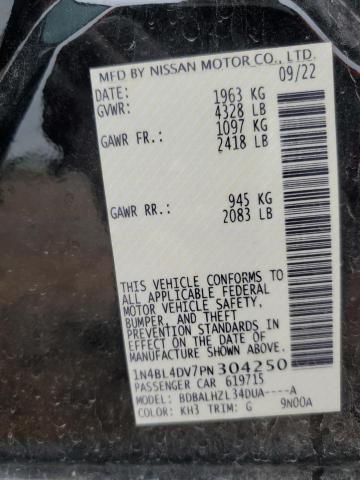 MFD BY NISSAN MOTOR CO., LTD.
DATE: 09/22
GVWR: 1963 KG
4328 LB
GAWR FR.: 1097 KG
2418 LB
GAWR RR.: 945 KG
2083 LB
THIS VEHICLE CONFORMS TO
ALL APPLICABLE FEDERAL
MOTOR VEHICLE SAFETY,
BUMPER, AND THEFT
PREVENTION STANDARDS
IN EFFECT ON THE DATE OF
MANUFACTURE SHOWN ABOVE.
1N4BL4DV7PN304250
PASSENGER CAR 619715
MODEL: BDBALHZL34DUA----A
COLOR: KH3 TRIM: G 9N00A